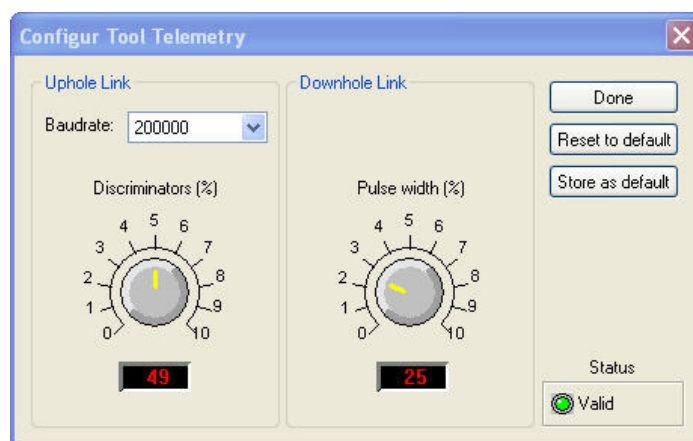 Configur Tool Telemetry
Uphole Link
Baudrate: 200000
Discriminators (%)
0 1 2 3 4 5 6 7 8 9 10
49
Downhole Link
Pulse width (%)
0 1 2 3 4 5 6 7 8 9 10
25
Done
Reset to default
Store as default
Status
Valid